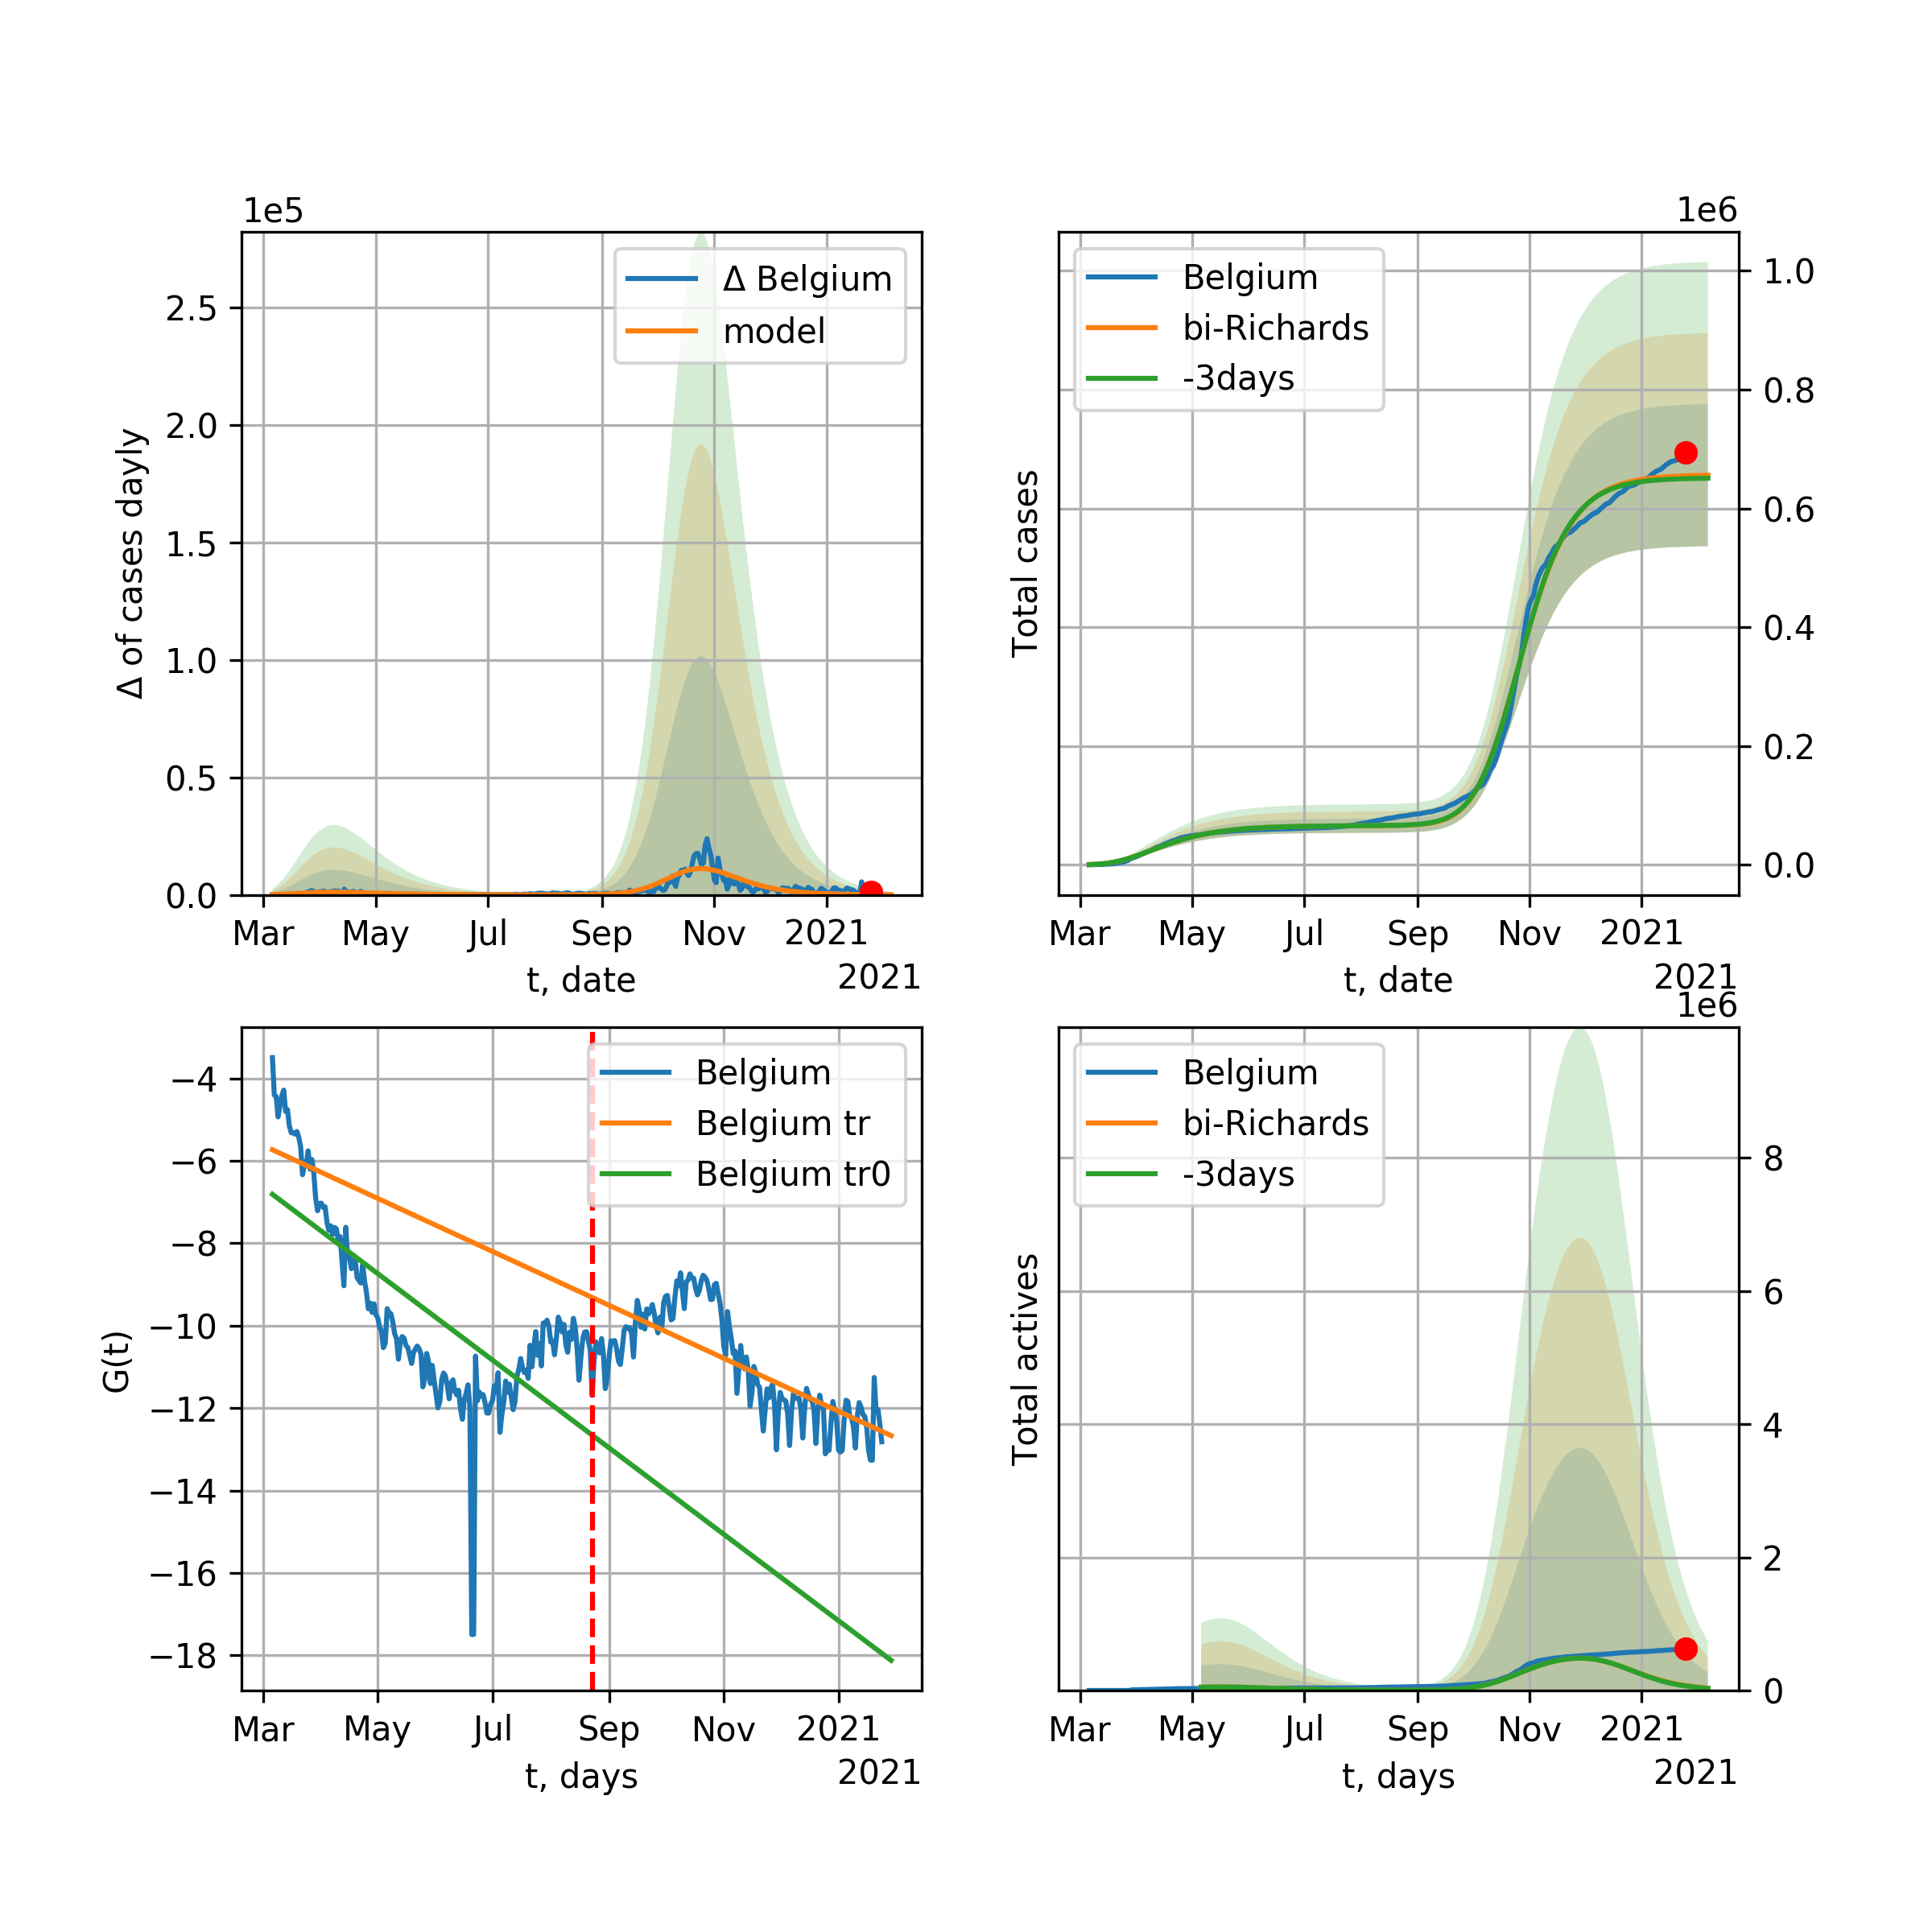 1e5
Δ of cases dayly
2.5
2.0
1.5
1.0
0.5
0.0
Δ Belgium
model
Mar May Jul Sep Nov 2021
t, date
2021
1e6
Total cases
Belgium
bi-Richards
-3days
1.0
0.8
0.6
0.4
0.2
0.0
Mar May Jul Sep Nov 2021
t, date
2021
G(t)
−4
−6
−8
−10
−12
−14
−16
−18
Belgium
Belgium tr
Belgium tr0
Mar May Jul Sep Nov 2021
t, days
2021
1e6
Total actives
Belgium
bi-Richards
-3days
8
6
4
2
0
Mar May Jul Sep Nov 2021
t, days
2021